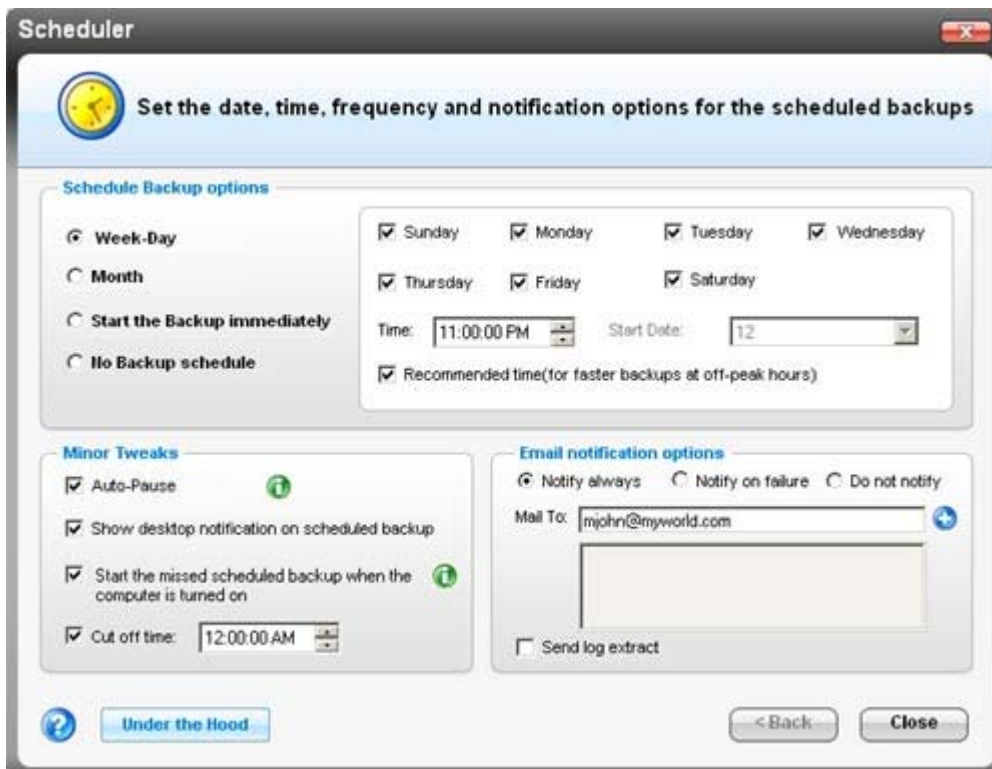 Scheduler
Set the date, time, frequency and notification options for the scheduled backups
Schedule Backup options
Week-Day
Month
Start the Backup immediately
No Backup schedule
Sunday Monday Tuesday Wednesday
Thursday Friday Saturday
Time: 11:00:00 PM Start Date: 12
Recommended time(for faster backups at off-peak hours)
Minor Tweaks
Auto-Pause
Show desktop notification on scheduled backup
Start the missed scheduled backup when the
computer is turned on
Cut off time: 12:00:00 AM
Email notification options
Notify always Notify on failure Do not notify
Mail To: mjohn@myworld.com
Send log extract
Under the Hood
< Back Close